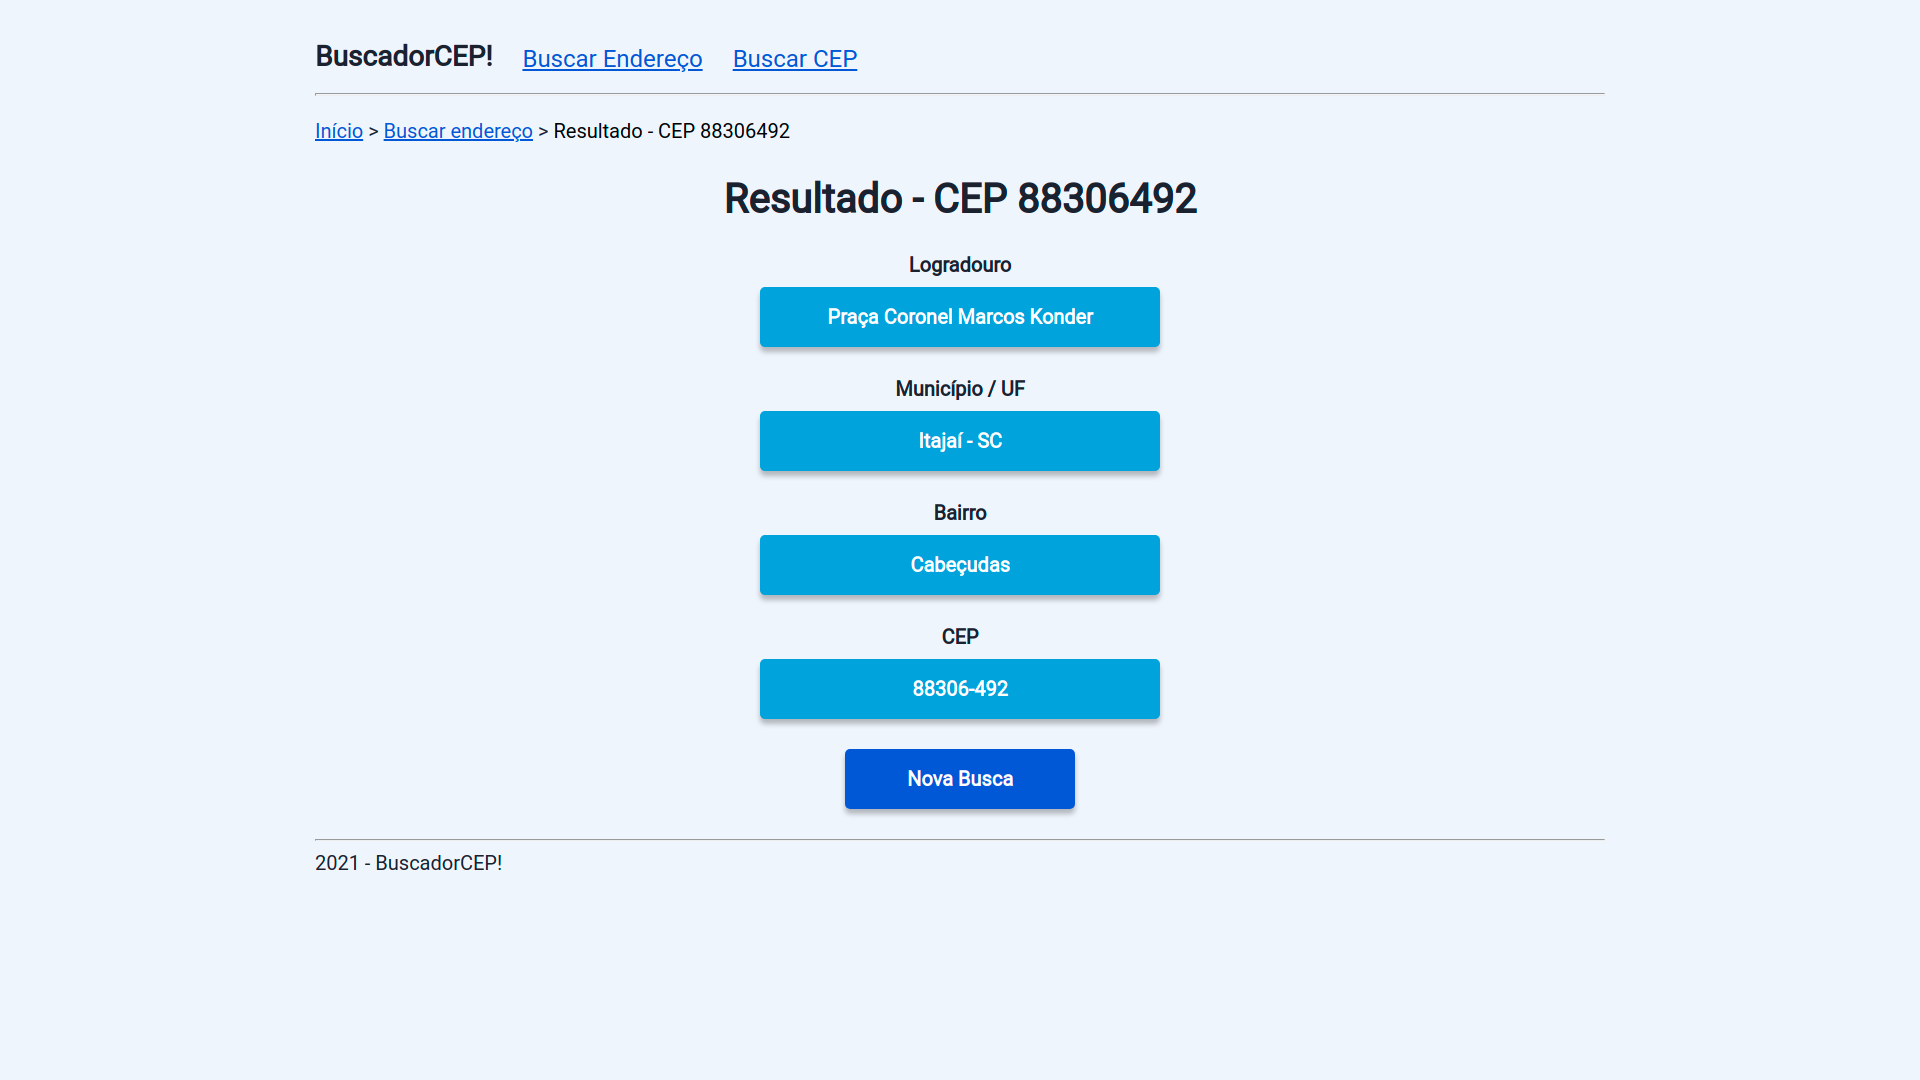 BuscadorCEP! Buscar Endereço Buscar CEP
Início > Buscar endereço > Resultado - CEP 88306492
Resultado - CEP 88306492
Logradouro
Praça Coronel Marcos Konder
Município / UF
Itajaí - SC
Bairro
Cabeçudas
CEP
88306-492
Nova Busca
2021 - BuscadorCEP!